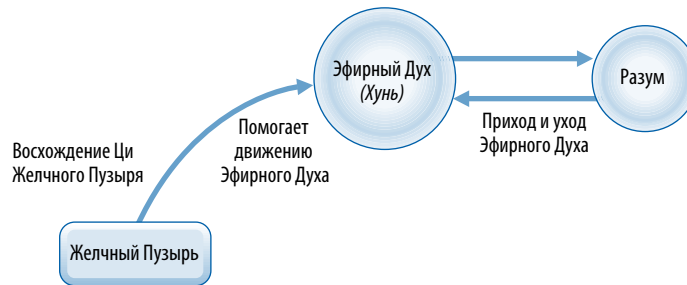 Эфирный Дух
(Хунь)
Разум
Помогает
движению
Эфирного Духа
Приход и уход
Эфирного Духа
Восхождение Ци
Желчного Пузыря
Желчный Пузырь